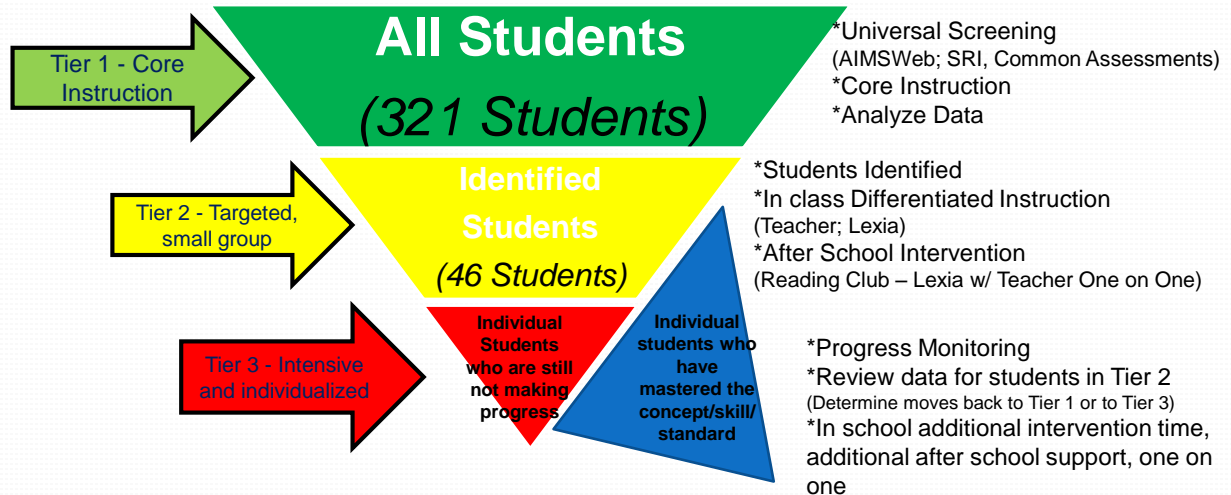 All Students
(321 Students)
Tier 1 - Core
Instruction
*Universal Screening
(AIMSWeb; SRI, Common Assessments)
*Core Instruction
*Analyze Data
Identified
Students
(46 Students)
Tier 2 - Targeted,
small group
*Students Identified
*In class Differentiated Instruction
(Teacher; Lexia)
*After School Intervention
(Reading Club – Lexia w/ Teacher One on One)
Tier 3 - Intensive
and individualized
Individual
Students
who are still
not making
progress
Individual
students who
have
mastered the
concept/skill/
standard
*Progress Monitoring
*Review data for students in Tier 2
(Determine moves back to Tier 1 or to Tier 3)
*In school additional intervention time,
additional after school support, one on
one